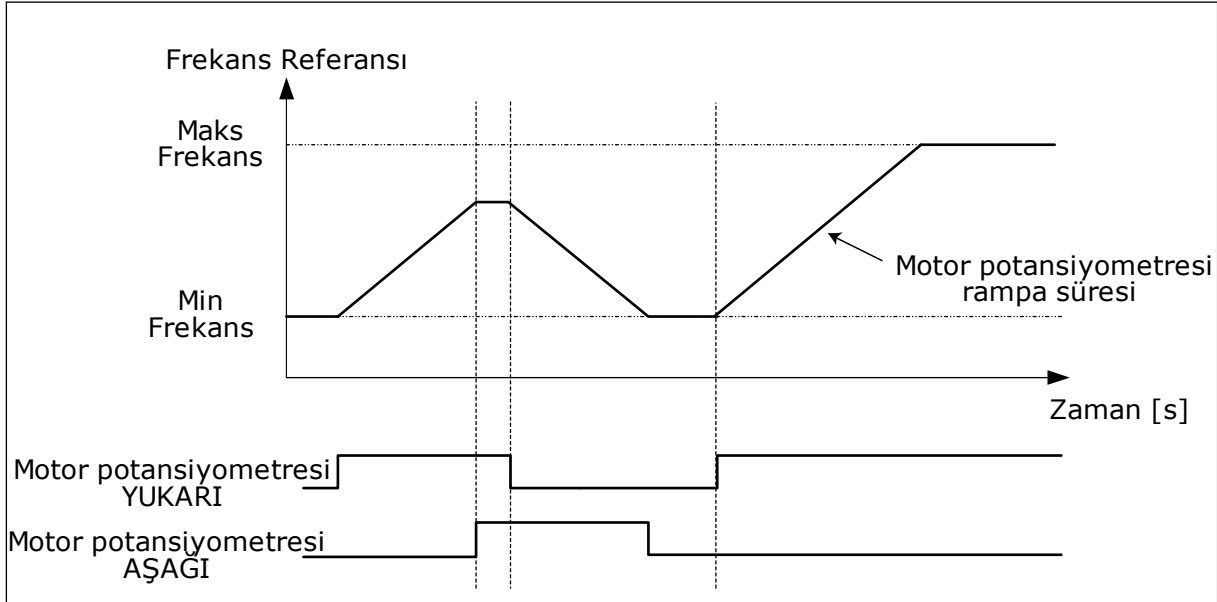 Frekans Referansı
Maks
Frekans
Motor potansiyometresi
rampa süresi
Min
Frekans
Zaman [s]
Motor potansiyometresi
YUKARI
Motor potansiyometresi
AŞAĞI